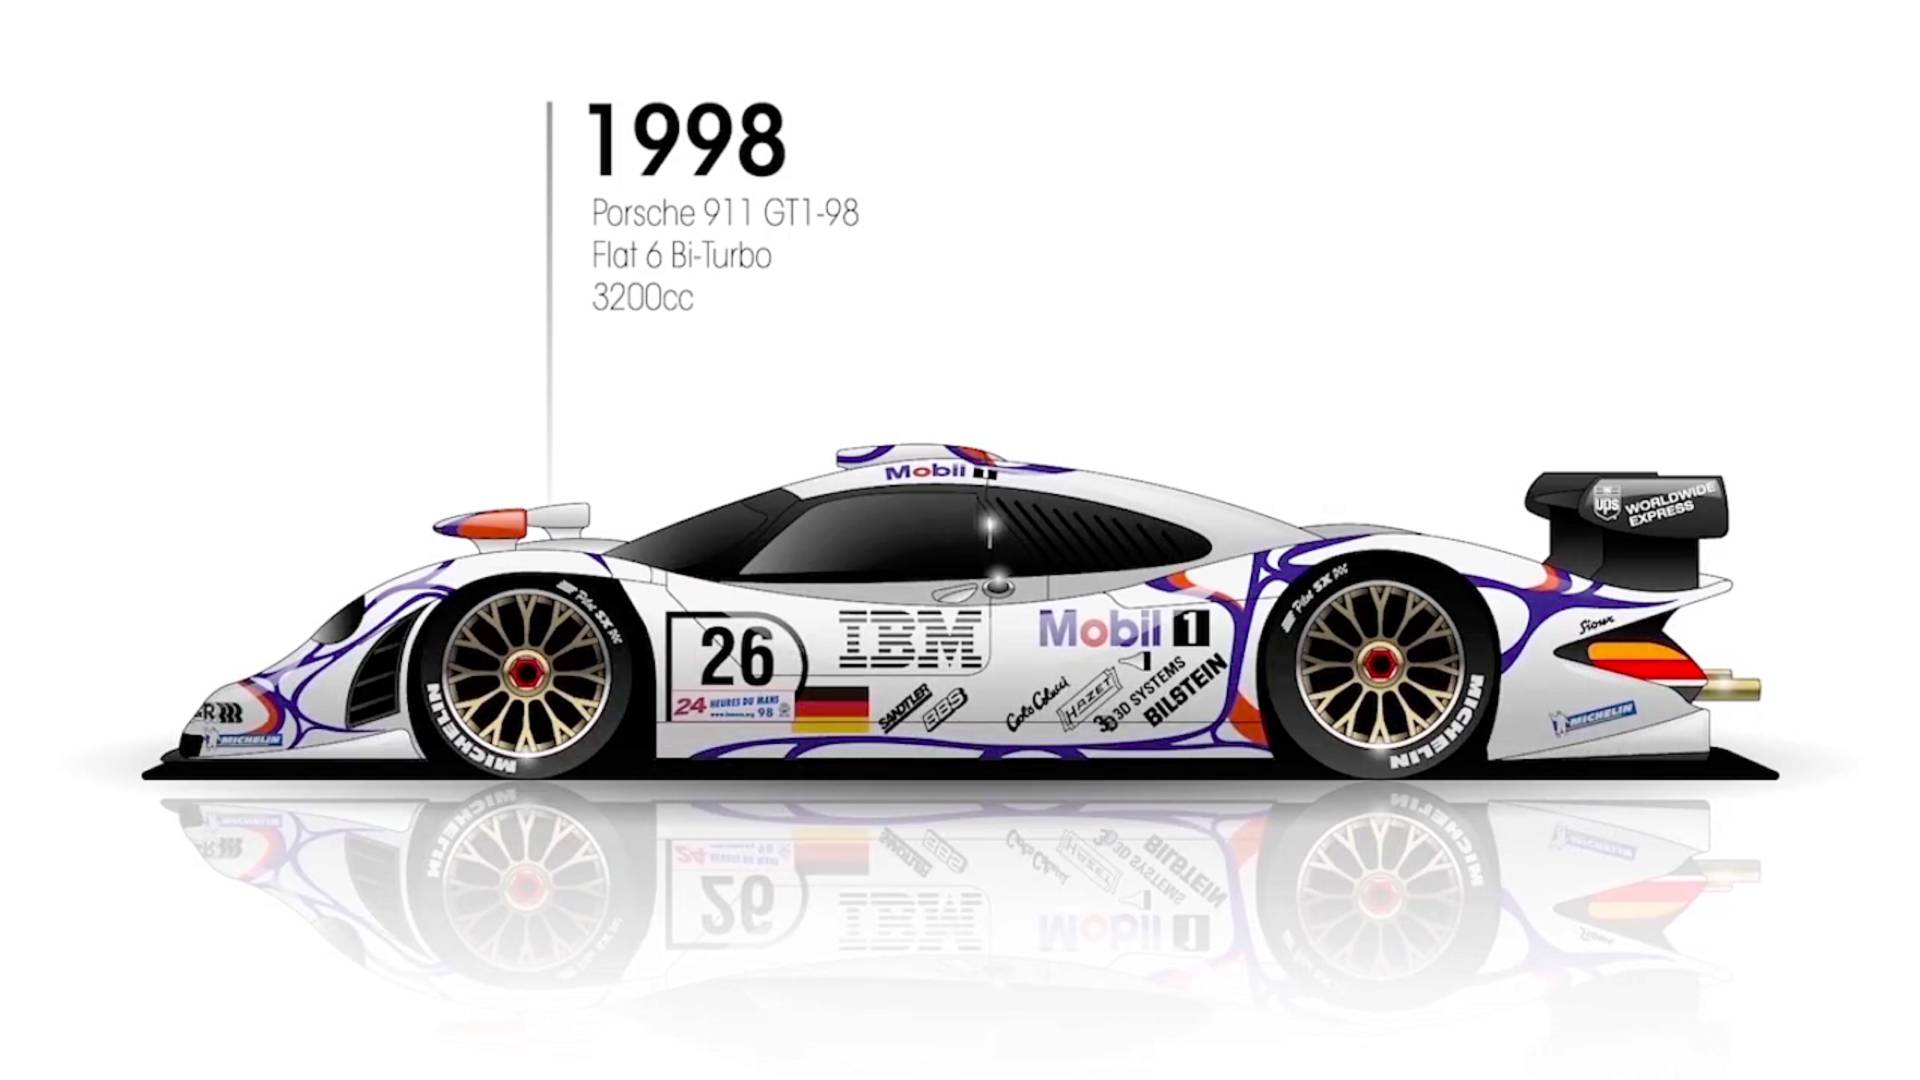 1998
Porsche 911 GT1-98
Flat 6 Bi-Turbo
3200cc
Mobil 1
ups WORLDWIDE
EXPRESS
Pilot SX
Pilot SX
26
IBM
Mobil 1
24 HEURES DU MANS
98
SANDTLER
BBS
HAZET
3D SYSTEMS
BILSTEIN
MICHELIN
MICHELIN
MICHELIN
MICHELIN